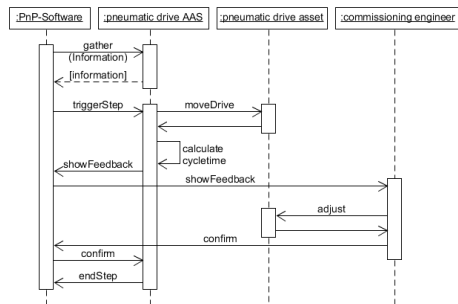 :PnP-Software
:pneumatic drive AAS
:pneumatic drive asset
:commissioning engineer
gather
(Information)
[information]
triggerStep
moveDrive
calculate
cycletime
showFeedback
showFeedback
adjust
confirm
confirm
endStep